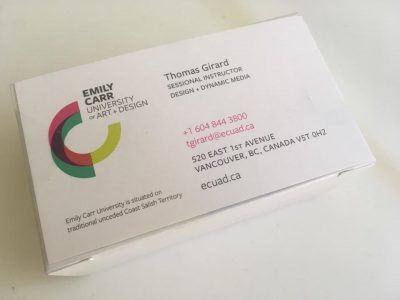 EMILY
CARR
UNIVERSITY
OF ART + DESIGN
Thomas Girard
SESSIONAL INSTRUCTOR
DESIGN + DYNAMIC MEDIA
+1 604 844 3800
tgirard@ecuad.ca
520 EAST 1ST AVENUE
VANCOUVER, BC, CANADA V5T 0H2
ecuad.ca
Emily Carr University is situated on
traditional unceded Coast Salish Territory